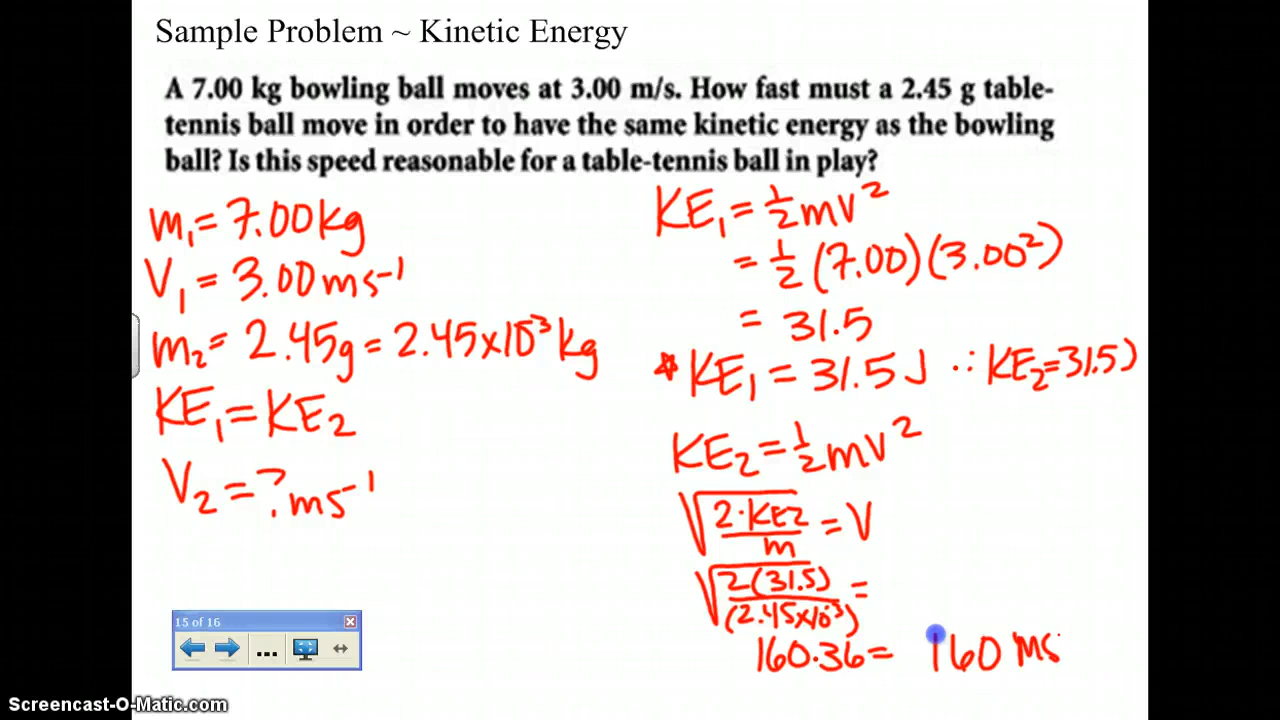 Sample Problem ~ Kinetic Energy
A 7.00 kg bowling ball moves at 3.00 m/s. How fast must a 2.45 g table-
tennis ball move in order to have the same kinetic energy as the bowling
ball? Is this speed reasonable for a table-tennis ball in play?
m₁ = 7.00 kg
V₁ = 3.00 ms⁻¹
m₂ = 2.45g = 2.45x10⁻³ kg
KE₁ = KE₂
V₂ = ? ms⁻¹
KE₁ = ½mv²
= ½ (7.00)(3.00²)
= 31.5
* KE₁ = 31.5 J ∴ KE₂ = 31.5 J
KE₂ = ½mv²
√(2·KE2/m) = V
√(2(31.5)/(2.45x10⁻³)) =
160.36 = 160 ms
15 of 16
...
Screencast-O-Matic.com